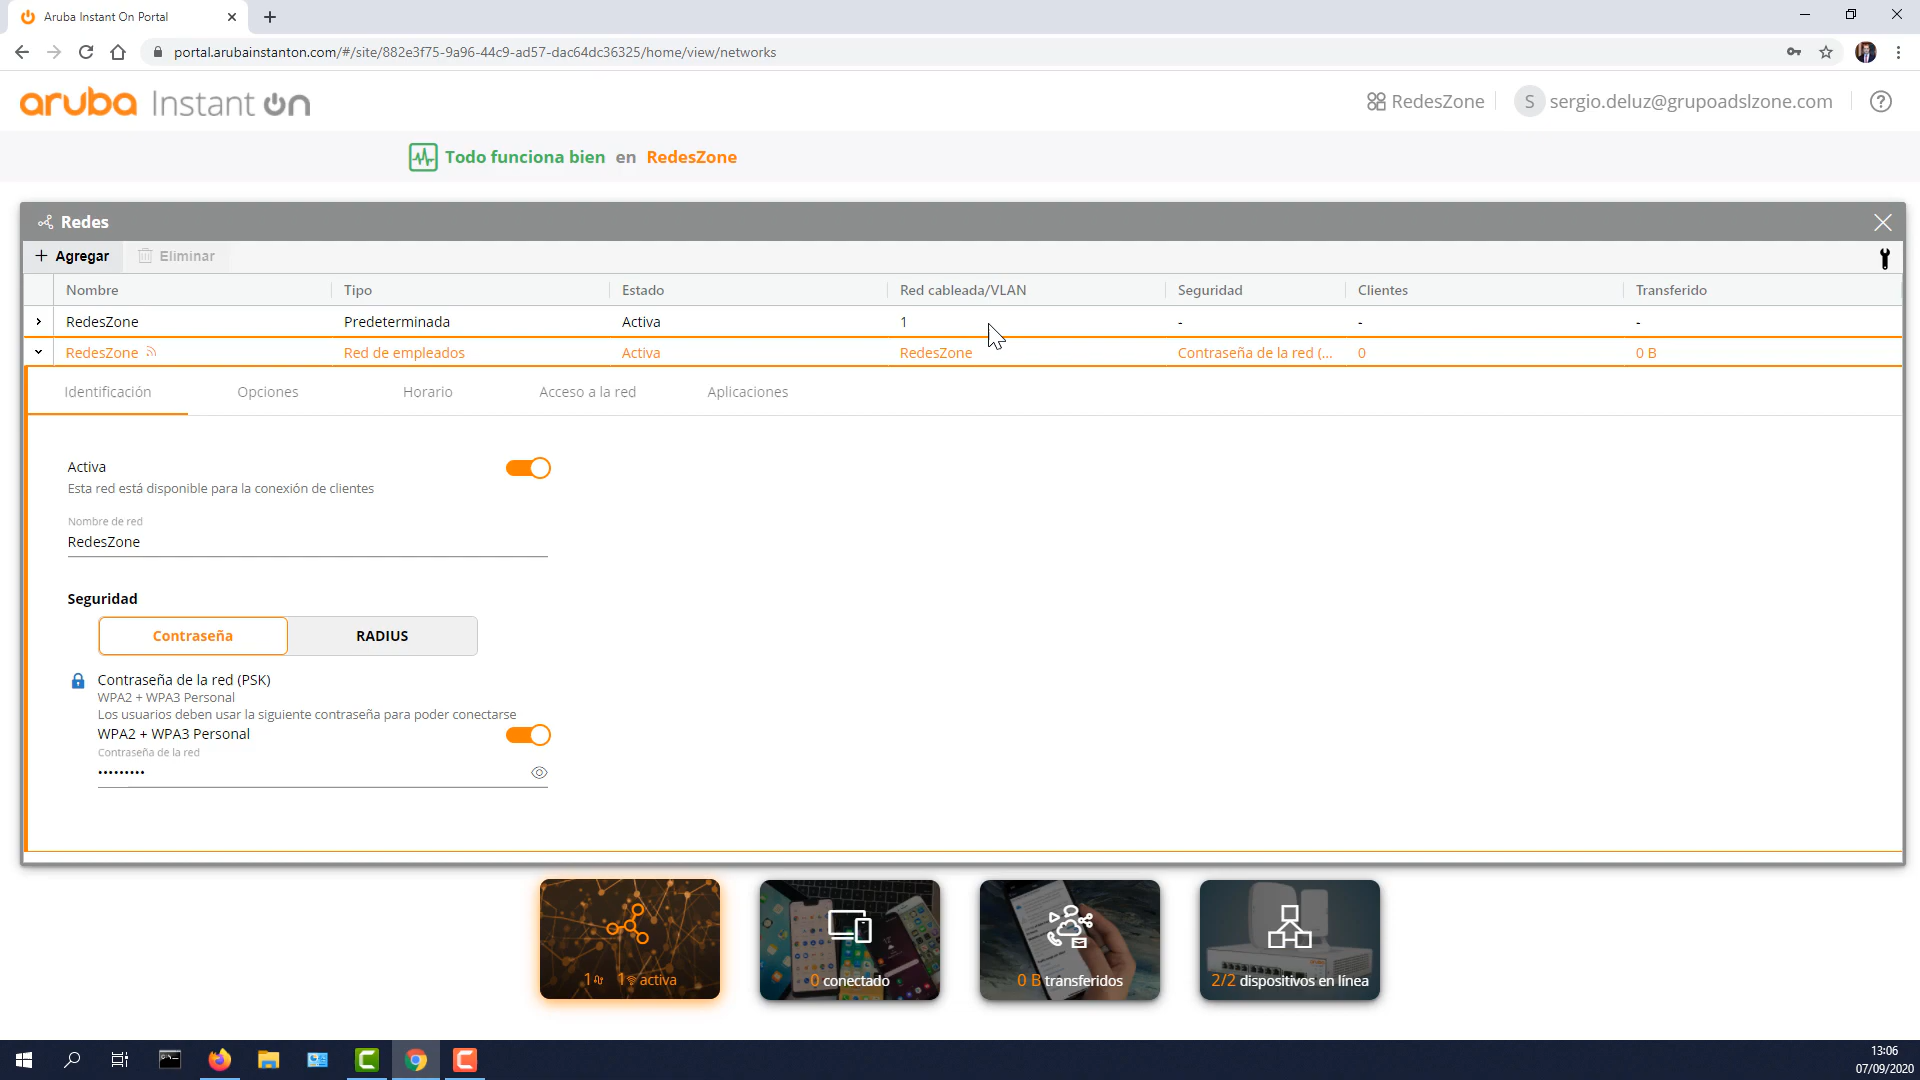 Aruba Instant On Portal
portal.arubainstanton.com/#/site/882e3f75-9a96-44c9-ad57-dac64dc36325/home/view/networks
aruba Instant On
RedesZone
S sergio.deluz@grupoadslzone.com
?
Todo funciona bien en RedesZone
Redes
+ Agregar
Eliminar
Nombre Tipo Estado Red cableada/VLAN Seguridad Clientes Transferido
RedesZone Predeterminada Activa 1 - - -
RedesZone Red de empleados Activa RedesZone Contraseña de la red (... 0 0 B
Identificación Opciones Horario Acceso a la red Aplicaciones
Activa
Esta red está disponible para la conexión de clientes
Nombre de red
RedesZone
Seguridad
Contraseña RADIUS
Contraseña de la red (PSK)
WPA2 + WPA3 Personal
Los usuarios deben usar la siguiente contraseña para poder conectarse
WPA2 + WPA3 Personal
Contraseña de la red
•••••••••
1 1 activa
0 conectado
0 B transferidos
2/2 dispositivos en línea
13:06
07/09/2020